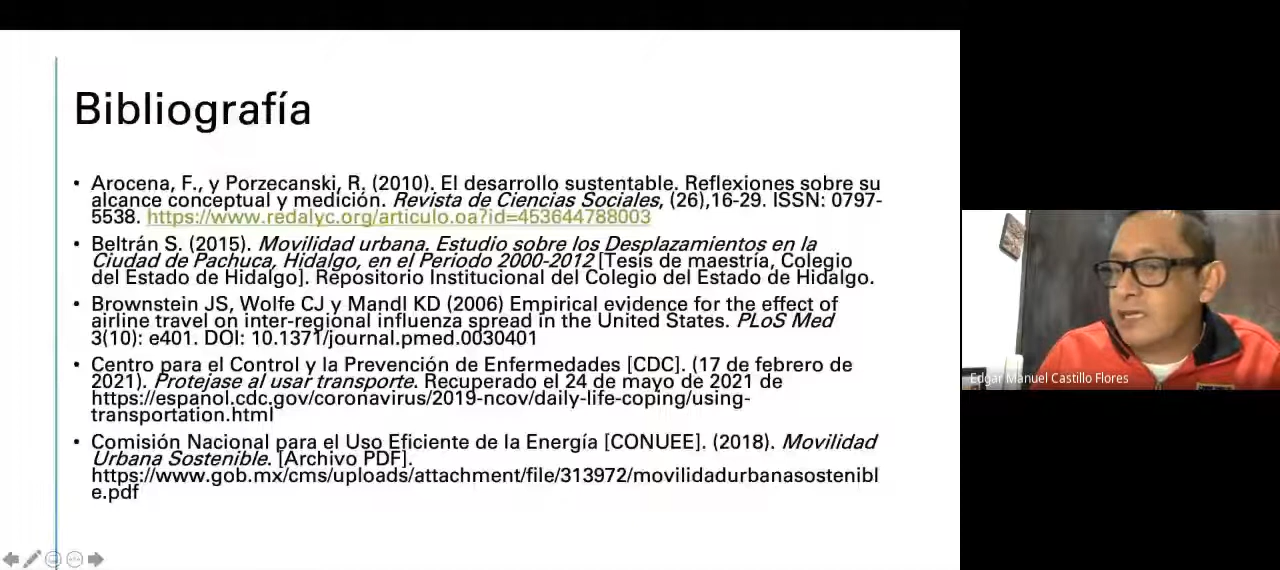 Bibliografía
• Arocena, F., y Porzecanski, R. (2010). El desarrollo sustentable. Reflexiones sobre su
alcance conceptual y medición. Revista de Ciencias Sociales, (26),16-29. ISSN: 0797-
5538. https://www.redalyc.org/articulo.oa?id=453644788003
• Beltrán S. (2015). Movilidad urbana. Estudio sobre los Desplazamientos en la
Ciudad de Pachuca, Hidalgo, en el Periodo 2000-2012 [Tesis de maestría, Colegio
del Estado de Hidalgo]. Repositorio Institucional del Colegio del Estado de Hidalgo.
• Brownstein JS, Wolfe CJ y Mandl KD (2006) Empirical evidence for the effect of
airline travel on inter-regional influenza spread in the United States. PLoS Med
3(10): e401. DOI: 10.1371/journal.pmed.0030401
• Centro para el Control y la Prevención de Enfermedades [CDC]. (17 de febrero de
2021). Protejase al usar transporte. Recuperado el 24 de mayo de 2021 de
https://español.cdc.gov/coronavirus/2019-ncov/daily-life-coping/using-
transportation.html
• Comisión Nacional para el Uso Eficiente de la Energía [CONUEE]. (2018). Movilidad
Urbana Sostenible. [Archivo PDF].
https://www.gob.mx/cms/uploads/attachment/file/313972/movilidadurbanasostenibl
e.pdf
Edgar Manuel Castillo Flores